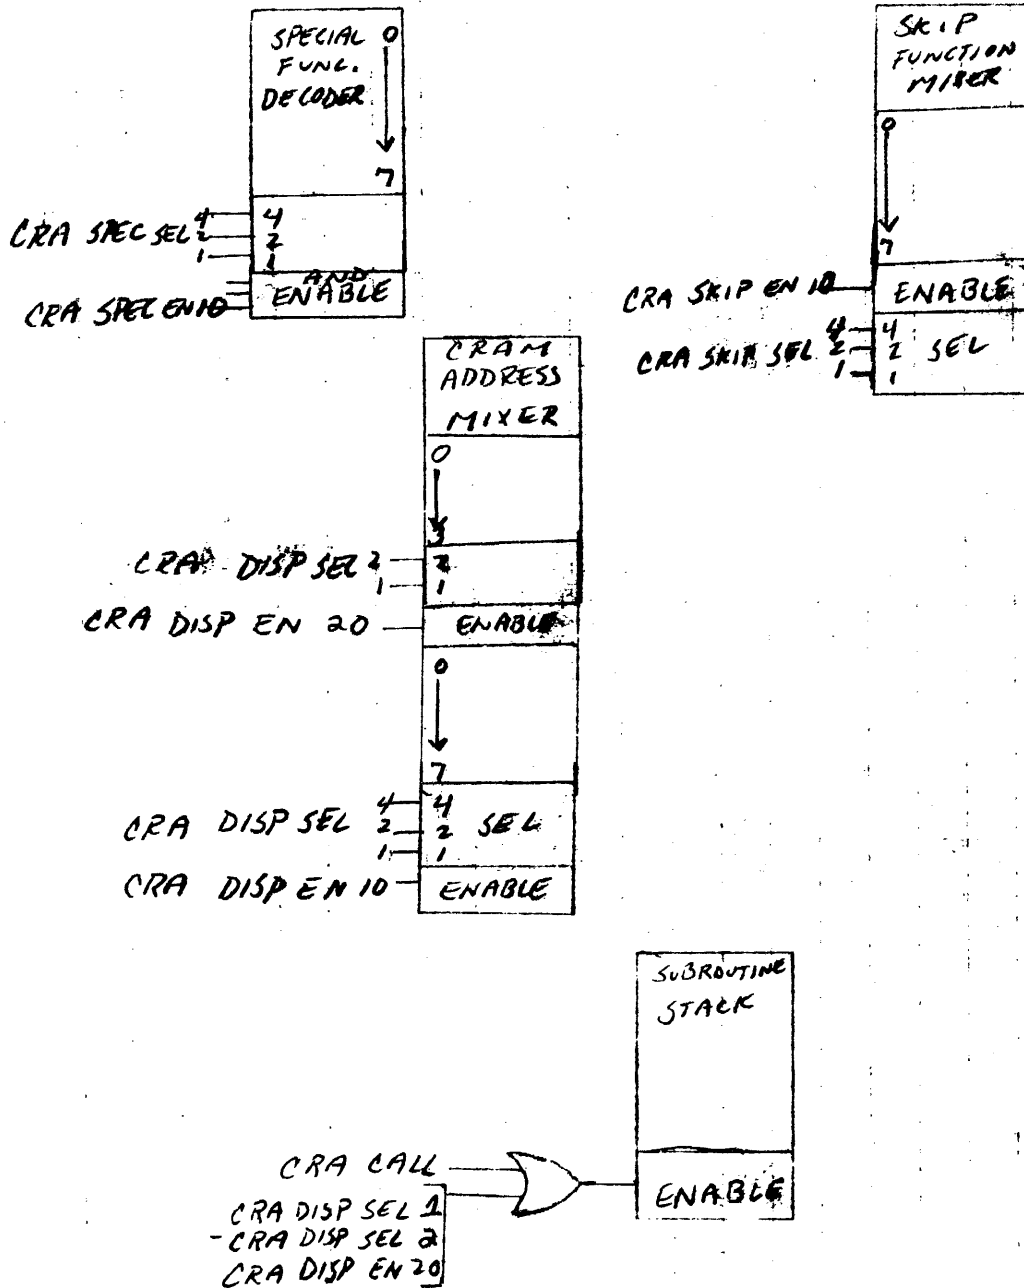 SPECIAL 0
FUNC.
DECODER
7
CRA SPEC SEL 4 4
2 2
1 1
AND
CRA SPEC EN 10 ENABLE
SKIP
FUNCTION
MIXER
0
7
CRA SKIP EN 10 ENABLE
CRA SKIP SEL 4 4
2 2 SEL
1 1
CRAM
ADDRESS
MIXER
0
3
CRA DISP SEL 2 2
1 1
CRA DISP EN 20 ENABLE
0
7
CRA DISP SEL 4 4
2 2 SEL
1 1
CRA DISP EN 10 ENABLE
SUBROUTINE
STACK
CRA CALL
ENABLE
CRA DISP SEL 1
-CRA DISP SEL 2
CRA DISP EN 20